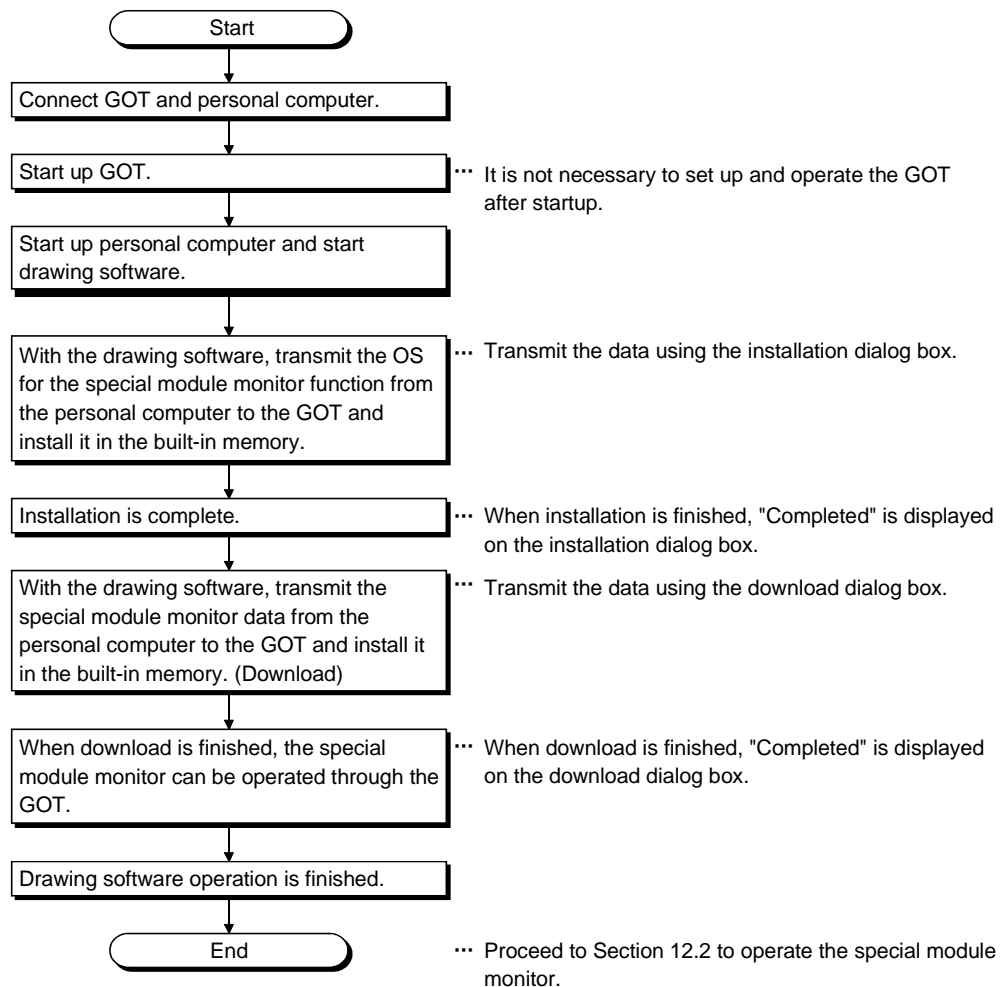 Start
Connect GOT and personal computer.
Start up GOT.
... It is not necessary to set up and operate the GOT
after startup.
Start up personal computer and start
drawing software.
With the drawing software, transmit the OS
for the special module monitor function from
the personal computer to the GOT and
install it in the built-in memory.
... Transmit the data using the installation dialog box.
Installation is complete.
... When installation is finished, "Completed" is displayed
on the installation dialog box.
With the drawing software, transmit the
special module monitor data from the
personal computer to the GOT and install it
in the built-in memory. (Download)
... Transmit the data using the download dialog box.
When download is finished, the special
module monitor can be operated through the
GOT.
... When download is finished, "Completed" is displayed
on the download dialog box.
Drawing software operation is finished.
End
... Proceed to Section 12.2 to operate the special module
monitor.